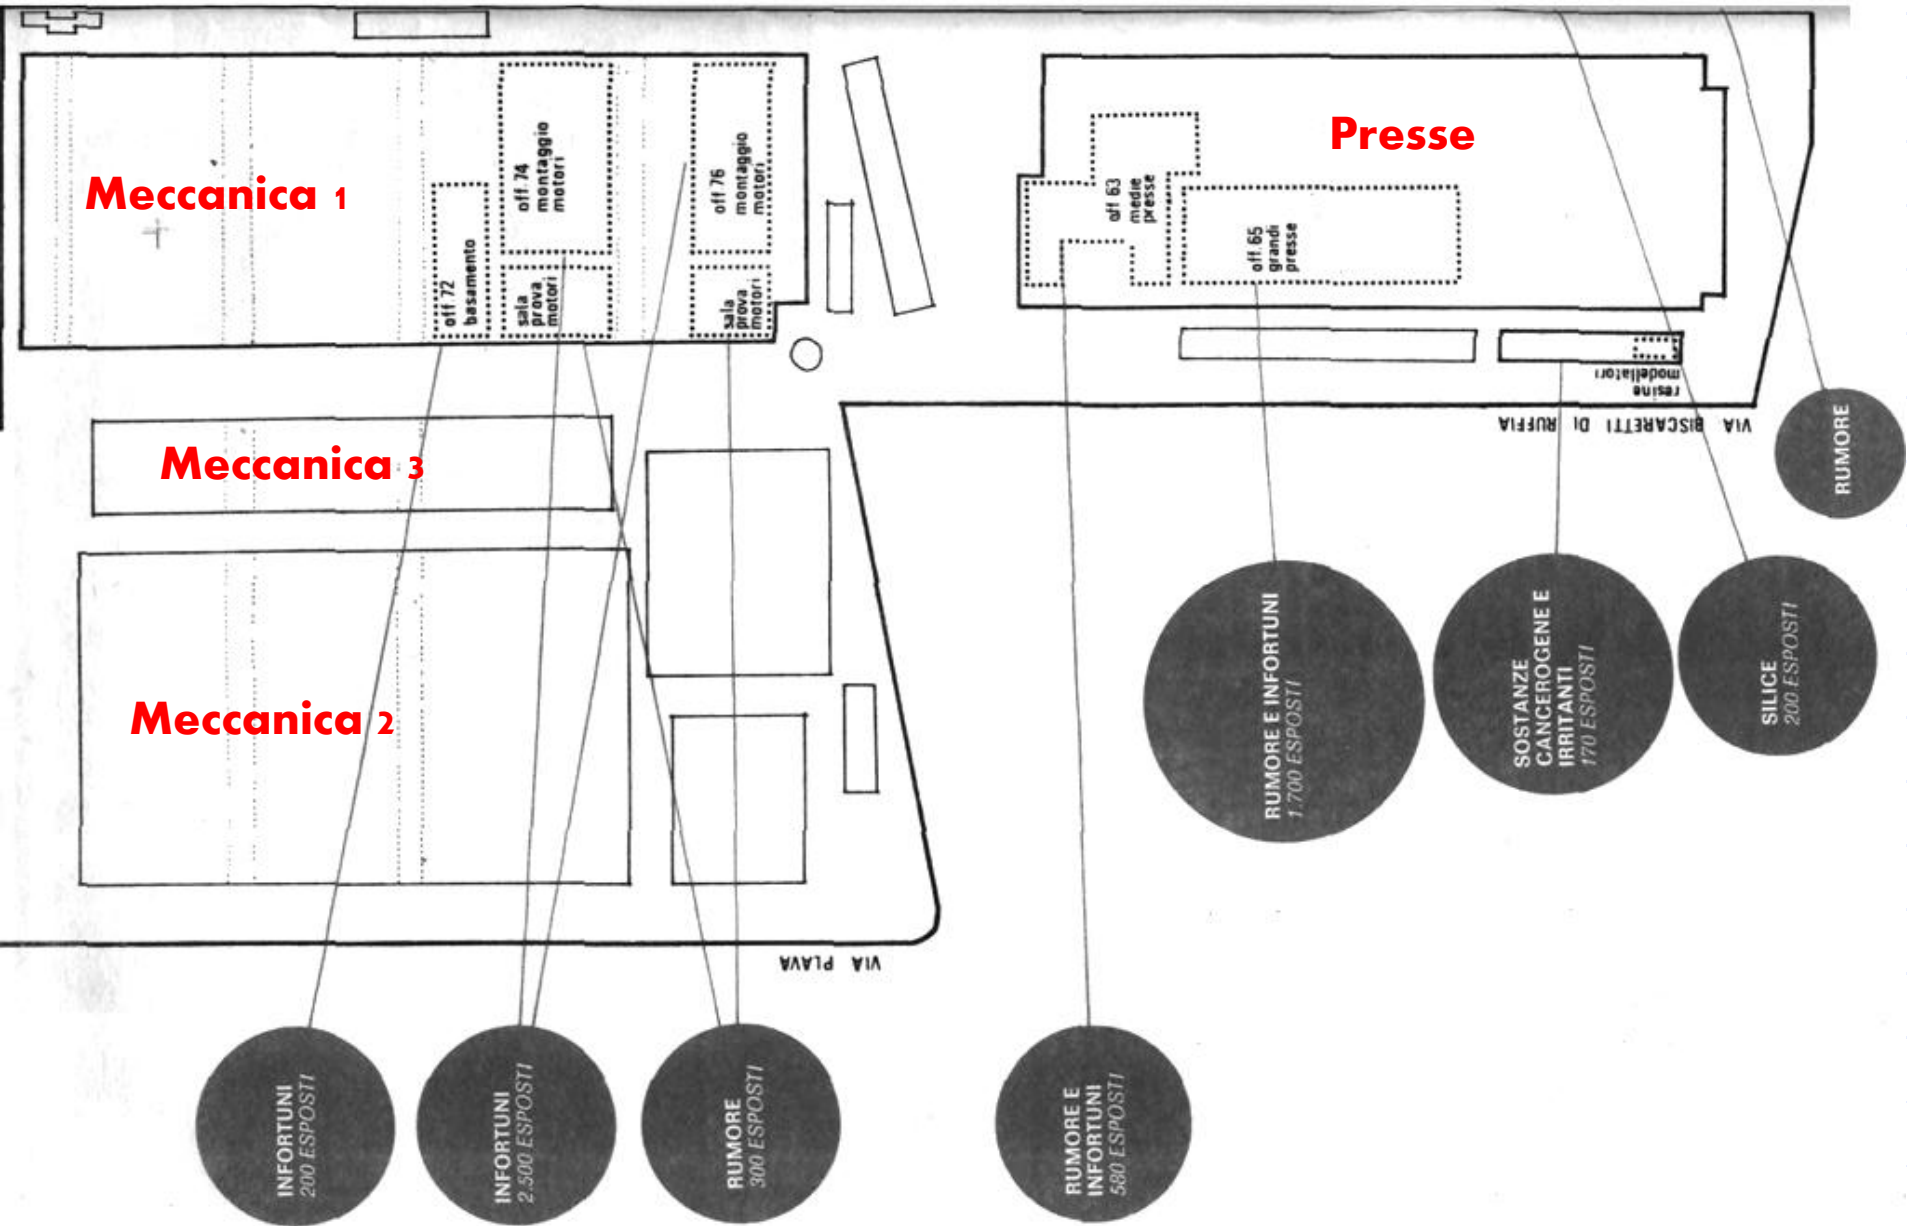 Meccanica 1
off. 72
basamento
off. 74
montaggio
motori
sala
prova
motori
off. 76
montaggio
motori
sala
prova
motori
Presse
off 63
medie
presse
off. 65
grandi
presse
resine
modellatori
VIA BISCARETTI DI RUFFIA
Meccanica 3
Meccanica 2
VIA PLAVA
INFORTUNI
200 ESPOSTI
INFORTUNI
2.500 ESPOSTI
RUMORE
300 ESPOSTI
RUMORE E
INFORTUNI
580 ESPOSTI
RUMORE E INFORTUNI
1.700 ESPOSTI
SOSTANZE
CANCEROGENE E
IRRITANTI
170 ESPOSTI
SILICE
200 ESPOSTI
RUMORE